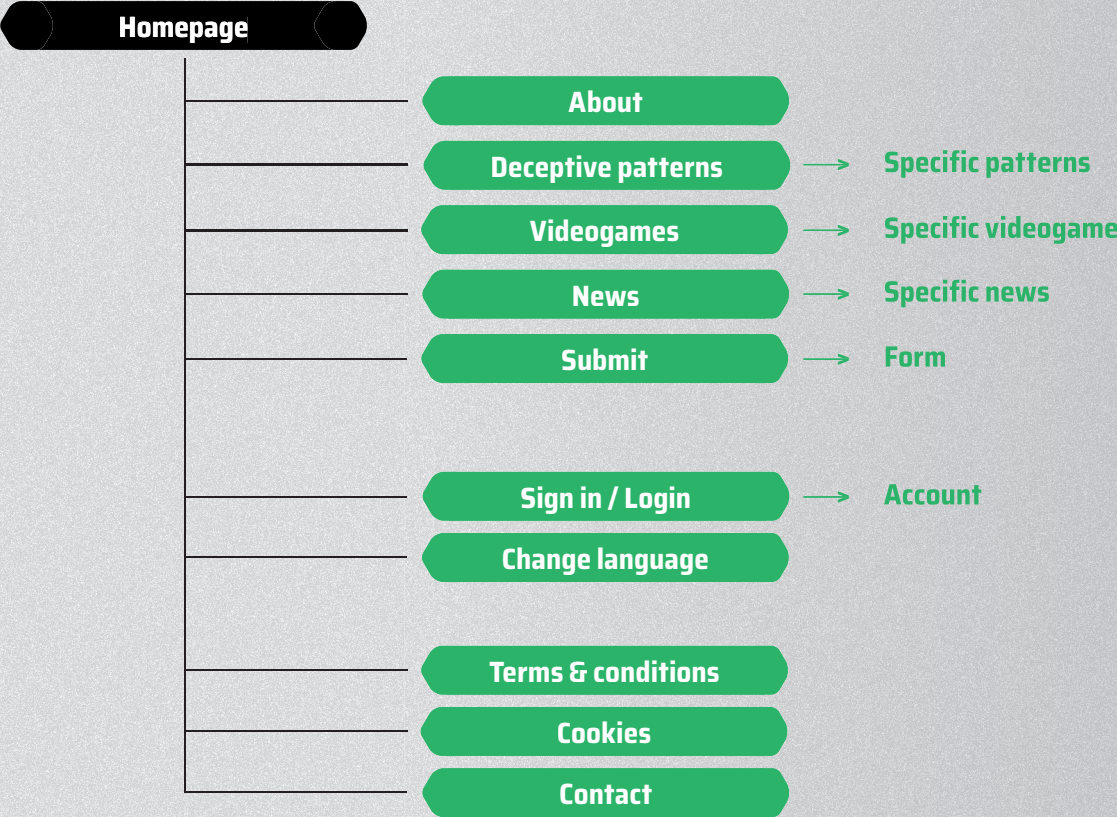 Homepage
About
Deceptive patterns
Specific patterns
Videogames
Specific videogame
News
Specific news
Submit
Form
Sign in / Login
Account
Change language
Terms & conditions
Cookies
Contact